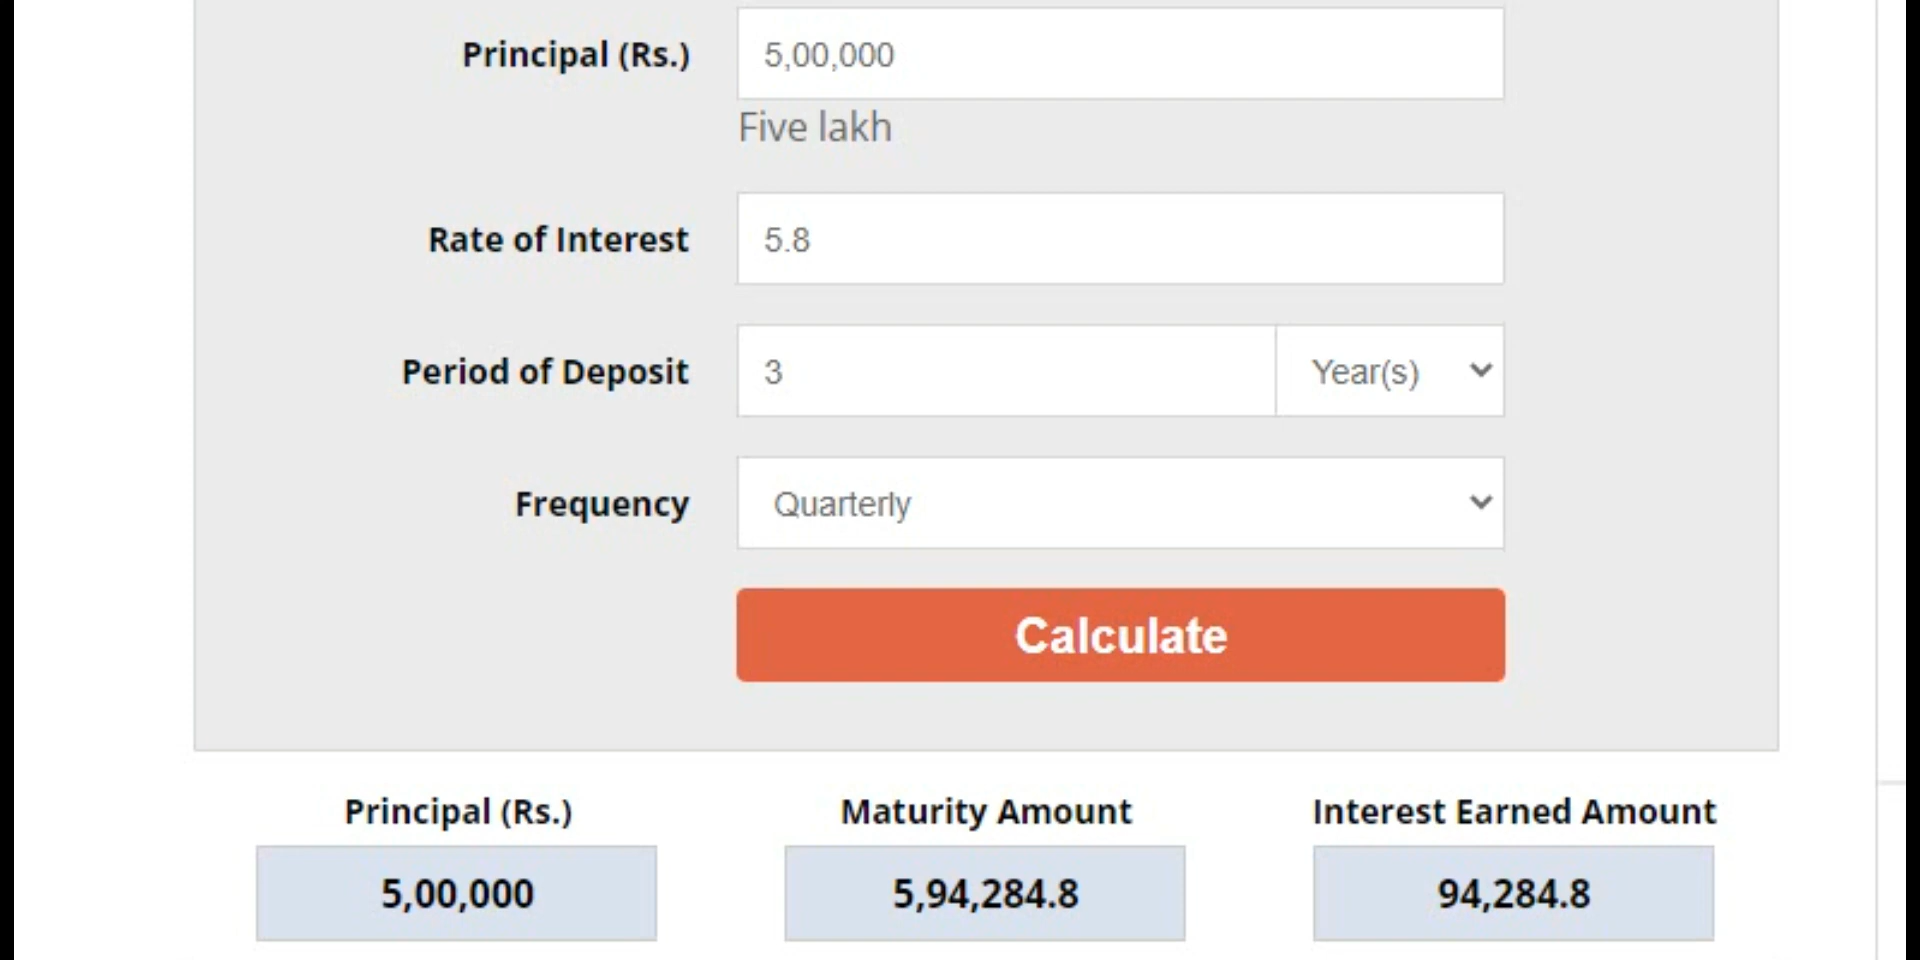 Principal (Rs.) 5,00,000
Five lakh
Rate of Interest 5.8
Period of Deposit 3 Year(s)
Frequency Quarterly
Calculate
Principal (Rs.) Maturity Amount Interest Earned Amount
5,00,000 5,94,284.8 94,284.8